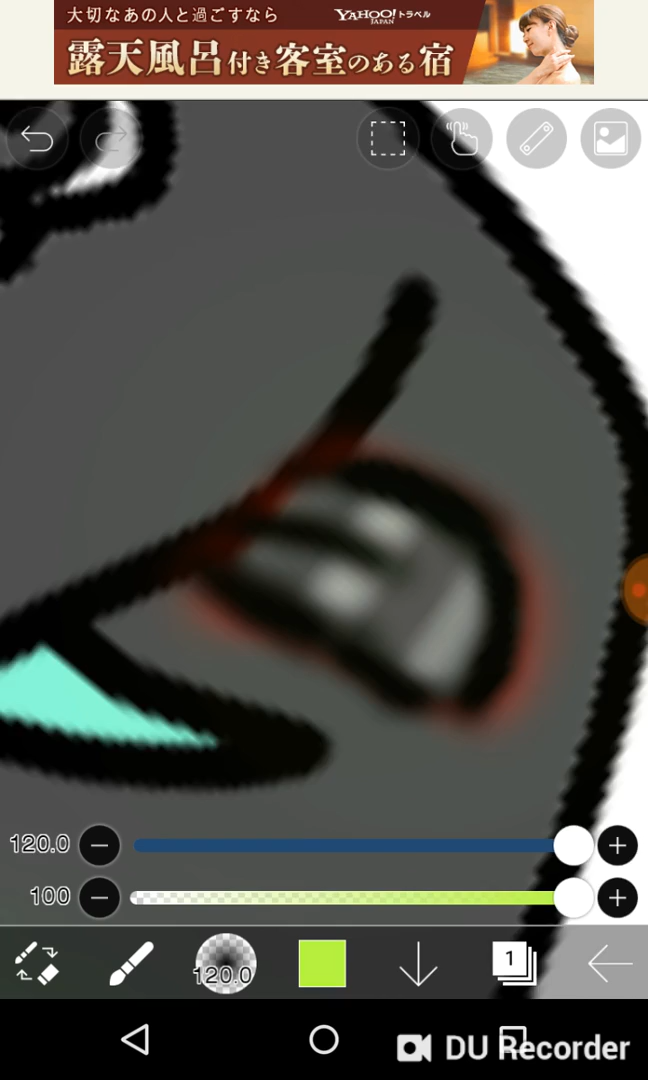 大切なあの人と過ごすなら
YAHOO!トラベル
JAPAN
露天風呂付き客室のある宿
120.0
100
120.0
1
DU Recorder